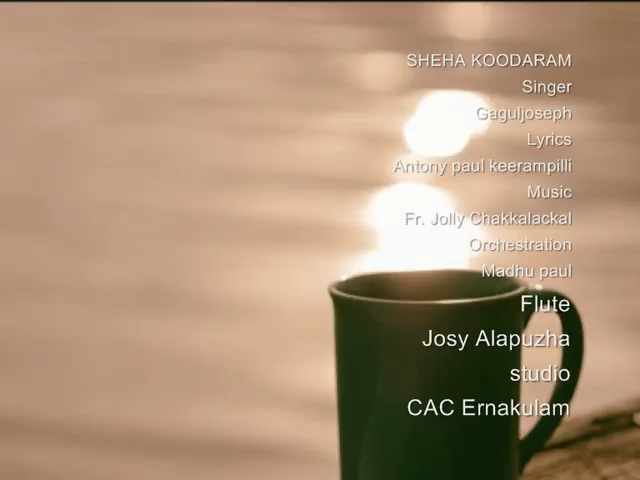 SHEHA KOODARAM
Singer
Gaguljoseph
Lyrics
Antony paul keerampilli
Music
Fr. Jolly Chakkalackal
Orchestration
Madhu paul
Flute
Josy Alapuzha
studio
CAC Ernakulam